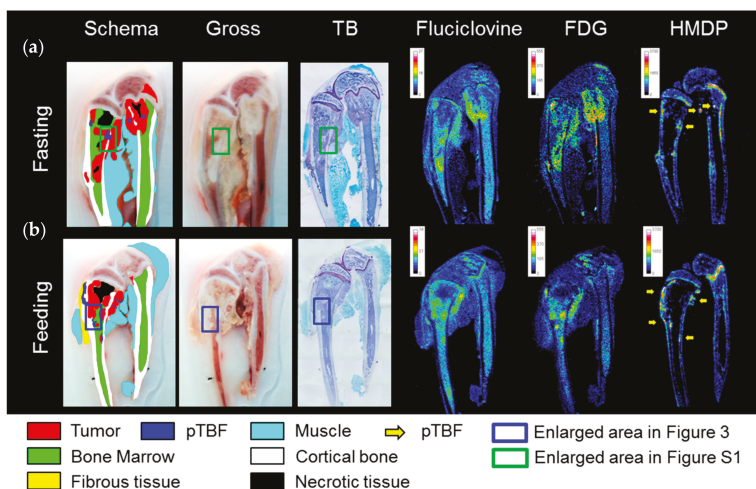 (a)
Schema Gross TB Fluciclovine FDG HMDP
Fasting
(b)
Feeding
Tumor pTBF Muscle pTBF Enlarged area in Figure 3
Bone Marrow Cortical bone Enlarged area in Figure S1
Fibrous tissue Necrotic tissue